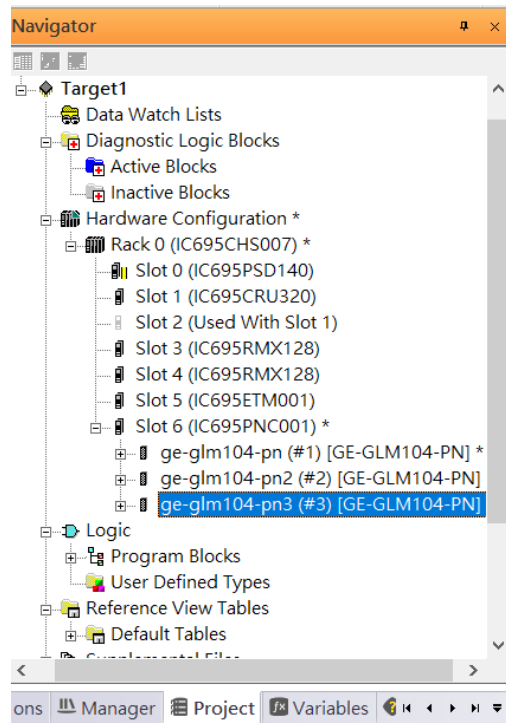 Navigator
Target1
Data Watch Lists
Diagnostic Logic Blocks
Active Blocks
Inactive Blocks
Hardware Configuration *
Rack 0 (IC695CHS007) *
Slot 0 (IC695PSD140)
Slot 1 (IC695CRU320)
Slot 2 (Used With Slot 1)
Slot 3 (IC695RMX128)
Slot 4 (IC695RMX128)
Slot 5 (IC695ETM001)
Slot 6 (IC695PNC001) *
ge-glm104-pn (#1) [GE-GLM104-PN] *
ge-glm104-pn2 (#2) [GE-GLM104-PN]
ge-glm104-pn3 (#3) [GE-GLM104-PN]
Logic
Program Blocks
User Defined Types
Reference View Tables
Default Tables
Supplemental Files
ons Manager Project Variables